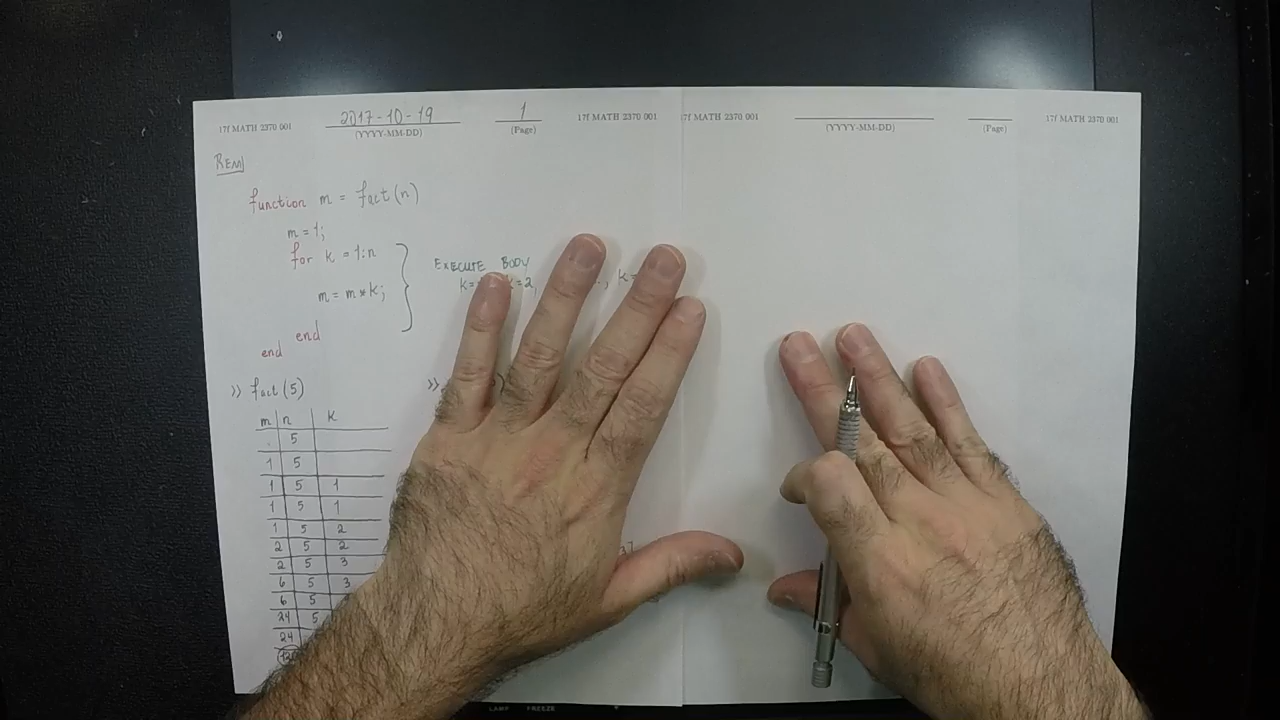 17f MATH 2370 001 2017-10-19 1 17f MATH 2370 001
(YYYY-MM-DD) (Page)
REM
function m = fact(n)
m = 1;
for k = 1:n
m = m*k;
end
end
EXECUTE BODY
k= k=2, , k=
>> fact(5)
m n k
. 5
1 5
1 5 1
1 5 1
1 5 2
2 5 2
2 5 3
6 5 3
6 5
24 5
24
>>
17f MATH 2370 001 17f MATH 2370 001
(YYYY-MM-DD) (Page)
LAMP FREEZE